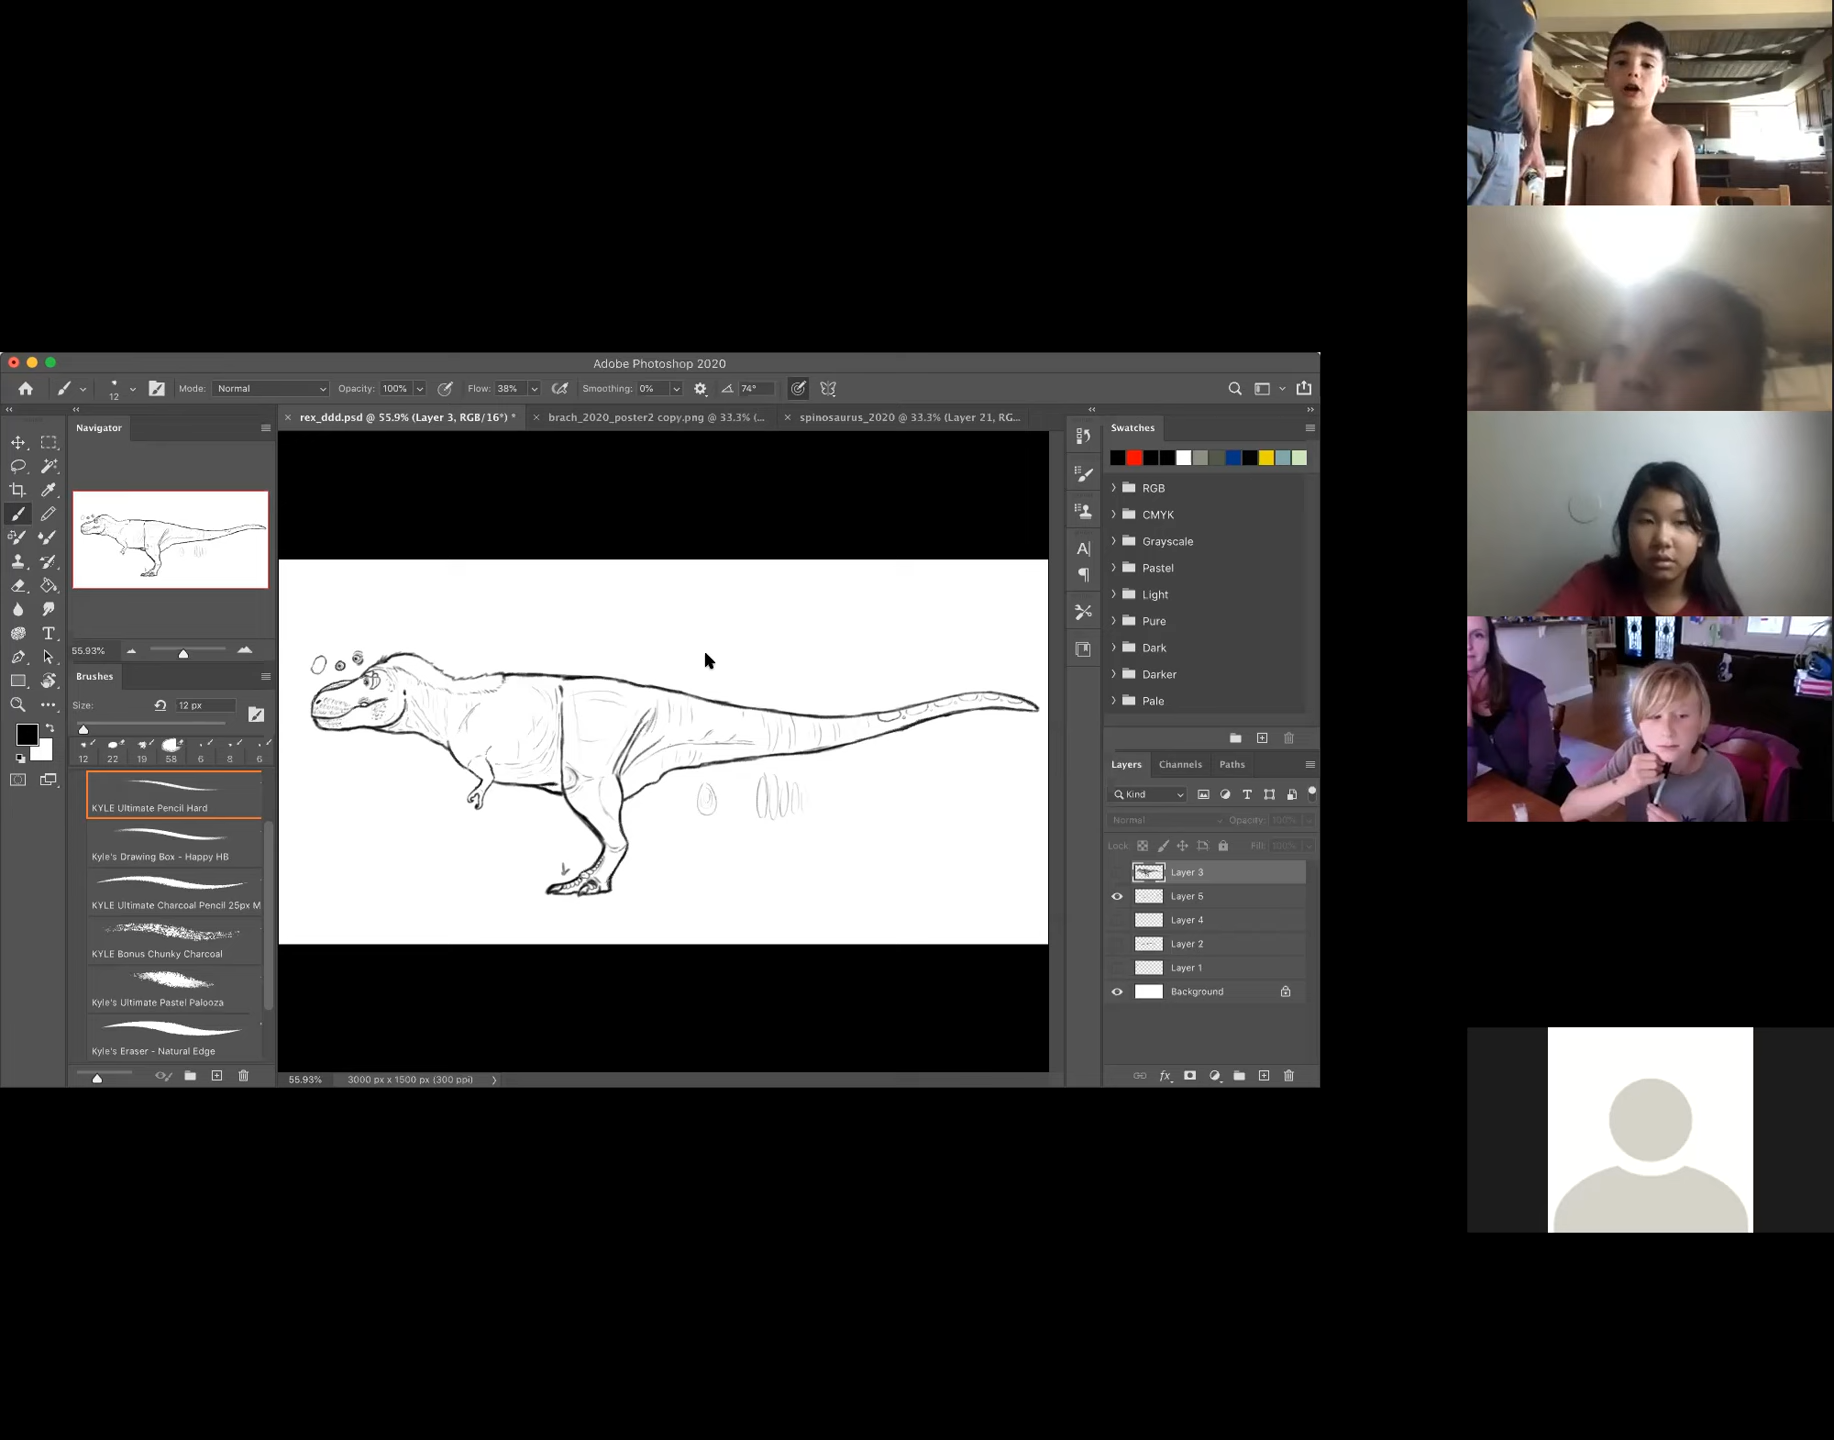 Adobe Photoshop 2020
12 Mode: Normal Opacity: 100% Flow: 38% Smoothing: 0% 74°
rex_ddd.psd @ 55.9% (Layer 3, RGB/16*) * brach_2020_poster2 copy.png @ 33.3% (... spinosaurus_2020 @ 33.3% (Layer 21, RG...
Navigator
55.93%
Brushes
Size: 12 px
12 22 19 58 6 8 6
KYLE Ultimate Pencil Hard
Kyle's Drawing Box - Happy HB
KYLE Ultimate Charcoal Pencil 25px M
KYLE Bonus Chunky Charcoal
Kyle's Ultimate Pastel Palooza
Kyle's Eraser - Natural Edge
55.93% 3000 px x 1500 px (300 ppi)
Swatches
RGB
CMYK
Grayscale
Pastel
Light
Pure
Dark
Darker
Pale
Layers Channels Paths
Kind
Normal Opacity: 100%
Lock: Fill: 100%
Layer 3
Layer 5
Layer 4
Layer 2
Layer 1
Background
fx